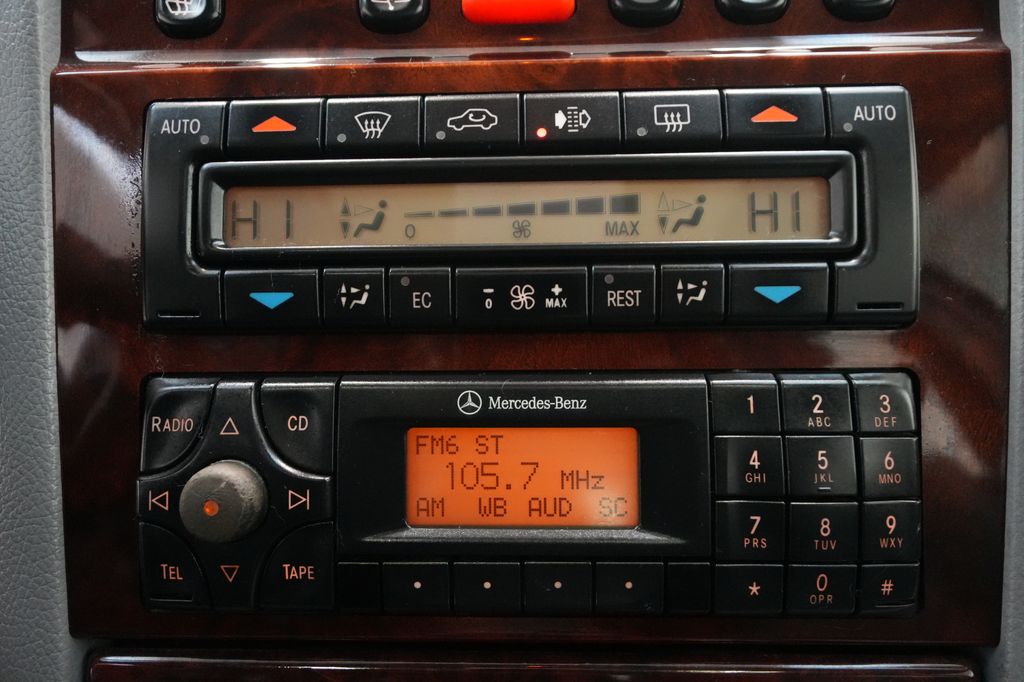 AUTO AUTO
HI 0 MAX HI
EC - 0 + MAX REST
Mercedes-Benz
RADIO CD
TEL TAPE
FM6 ST
105.7 MHz
AM WB AUD SC
1 2 ABC 3 DEF
4 GHI 5 JKL 6 MNO
7 PRS 8 TUV 9 WXY
* 0 OPR #